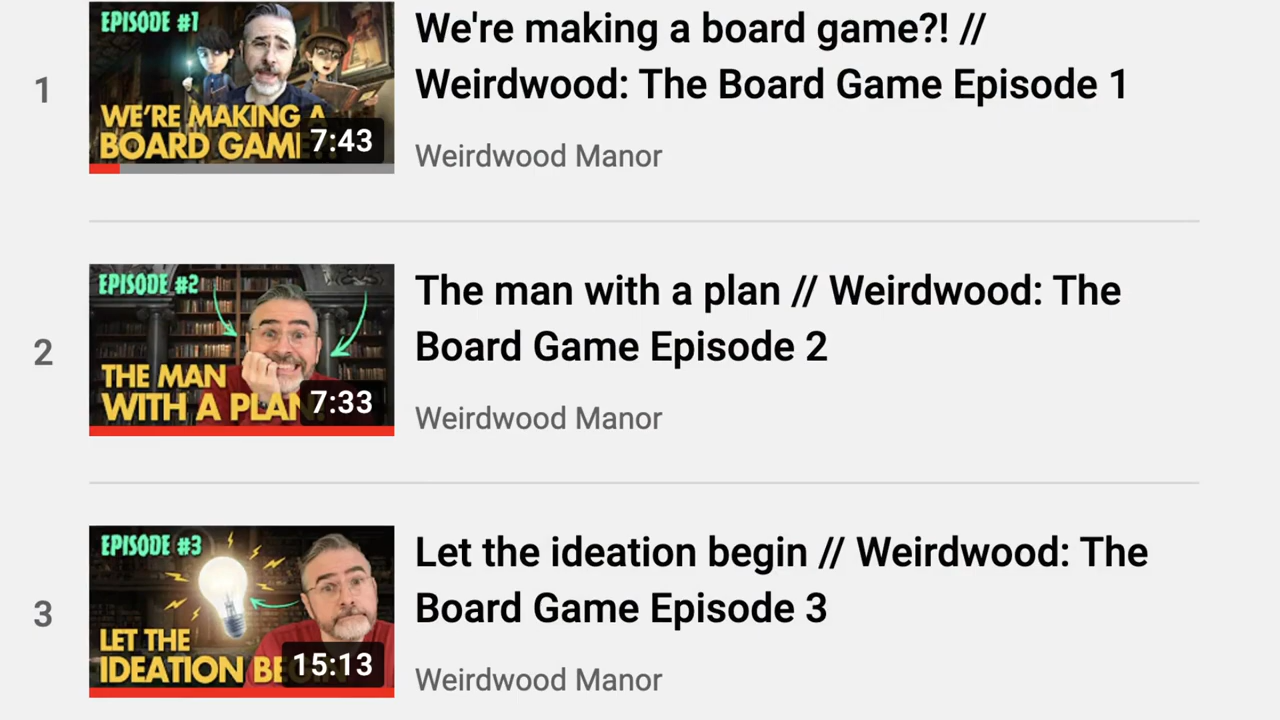 1
EPISODE #1
WE'RE MAKING A
BOARD GAME
7:43
We're making a board game?! //
Weirdwood: The Board Game Episode 1
Weirdwood Manor
2
EPISODE #2
THE MAN
WITH A PLAN
7:33
The man with a plan // Weirdwood: The
Board Game Episode 2
Weirdwood Manor
3
EPISODE #3
LET THE
IDEATION BEGIN
15:13
Let the ideation begin // Weirdwood: The
Board Game Episode 3
Weirdwood Manor